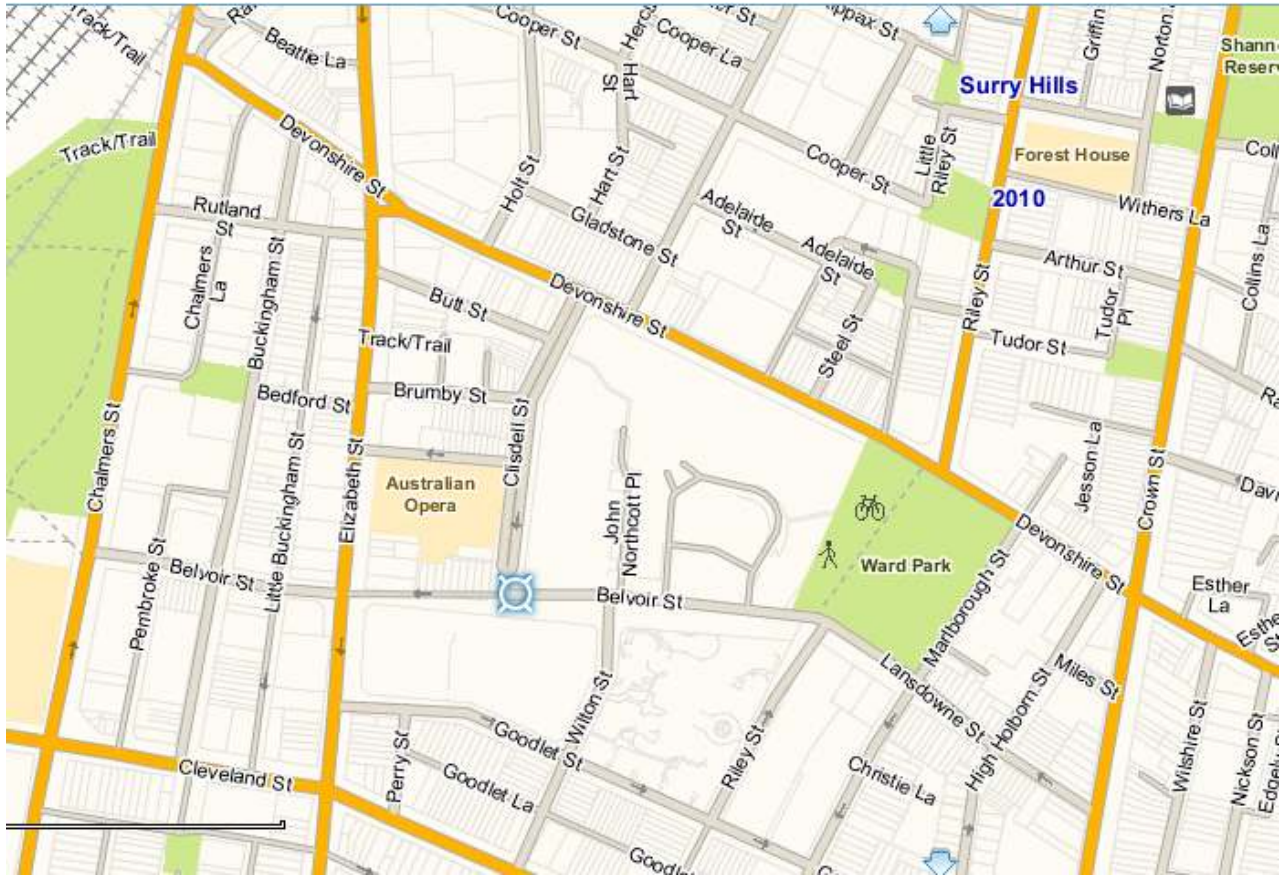 Track/Trail
Beattie La
Cooper St
Cooper La
Hart
St
Griffin
Norton
Surry Hills
Track/Trail
Devonshire St
Holt St
Hart St
Cooper St
Little
Riley St
Forest House
2010
Withers La
Rutland
St
Chalmers
La
Buckingham St
Gladstone St
Adelaide
St
Adelaide
St
Arthur St
Collins La
Butt St
Devonshire St
Steel St
Riley St
Tudor
Pl
Tudor St
Track/Trail
Bedford St
Brumby St
Clisdell St
Chalmers St
Little Buckingham St
Elizabeth St
Australian
Opera
John
Northcott Pl
Jesson La
Crown St
Ward Park
Devonshire St
Marlborough St
Belvoir St
Pembroke St
Belvoir St
Esther
La
Lansdowne St
High Holborn St
Miles St
Wilton St
Goodlet St
Riley St
Christie La
Wilshire St
Nickson St
Cleveland St
Perry St
Goodlet La